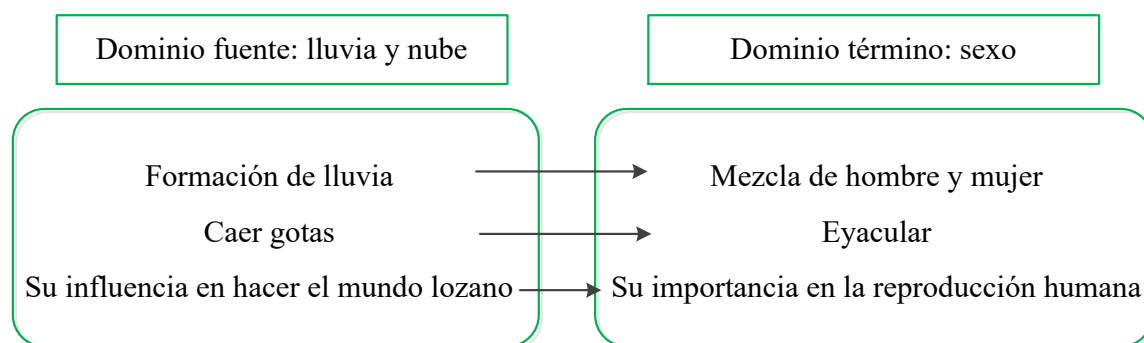 Dominio fuente: lluvia y nube
Dominio término: sexo
Formación de lluvia
Mezcla de hombre y mujer
Caer gotas
Eyacular
Su influencia en hacer el mundo lozano
Su importancia en la reproducción humana